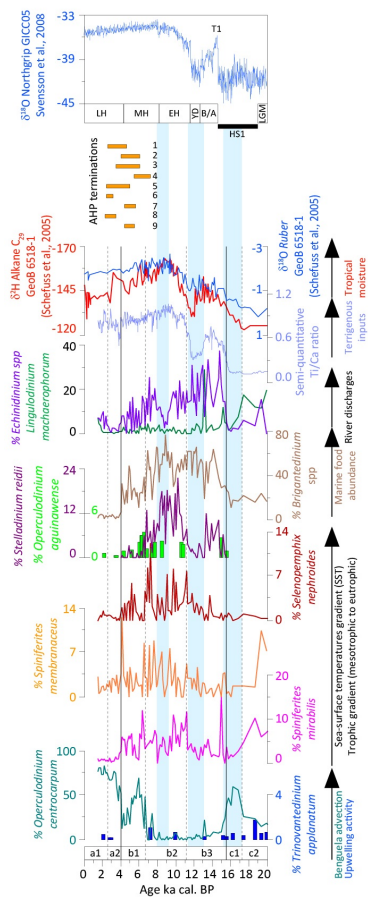 δ¹⁸O Northgrip GICC05
Svensson et al., 2008
-33
-39
-45
T1
LH
MH
EH
YD
B/A
LGM
HS1
AHP terminations
1
2
3
4
5
6
7
8
9
δ²H Alkane C₂₉
GeoB 6518-1
(Schefuss et al., 2005)
-170
-145
-120
-3
-1
1
δ¹⁸O Ruber
GeoB 6518-1
(Schefuss et al., 2005)
Tropical
moisture
1.2
0.6
0.0
Semi-quantitative
Ti/Ca ratio
Terrigenous
inputs
% Echinidinium spp
Lingulodinium
machaerophorum
40
20
0
River discharges
80
40
0
% Brigantedinium
spp
Marine food
abundance
% Stelladinium reidii
24
12
0
% Operculodinium
aguinawense
6
0
14
7
0
% Selenopemphix
nephroides
% Spiniferites
membranaceus
14
7
0
20
10
0
% Spiniferites
mirabilis
Sea-surface temperatures gradient (SST)
Trophic gradient (mesotrophic to eutrophic)
% Operculodinium
centrocarpum
100
50
0
4
0
% Trinovantedinium
applanatum
Benguela advection
Upwelling activity
a1
a2
b1
b2
b3
c1
c2
0 2 4 6 8 10 12 14 16 18 20
Age ka cal. BP